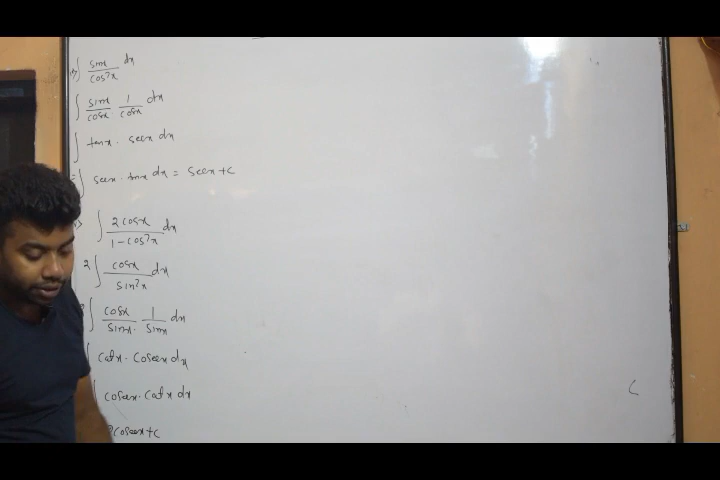 ∫ sinx/cos²x dx
∫ sinx/cosx · 1/cosx dx
∫ tanx · secx dx
= ∫ secx · tanx dx = secx + c
∫ 2cosx/1-cos²x dx
2 ∫ cosx/sin²x dx
∫ cosx/sinx · 1/sinx dx
cotx · cosecx dx
cosecx · cotx dx
cosecx + c